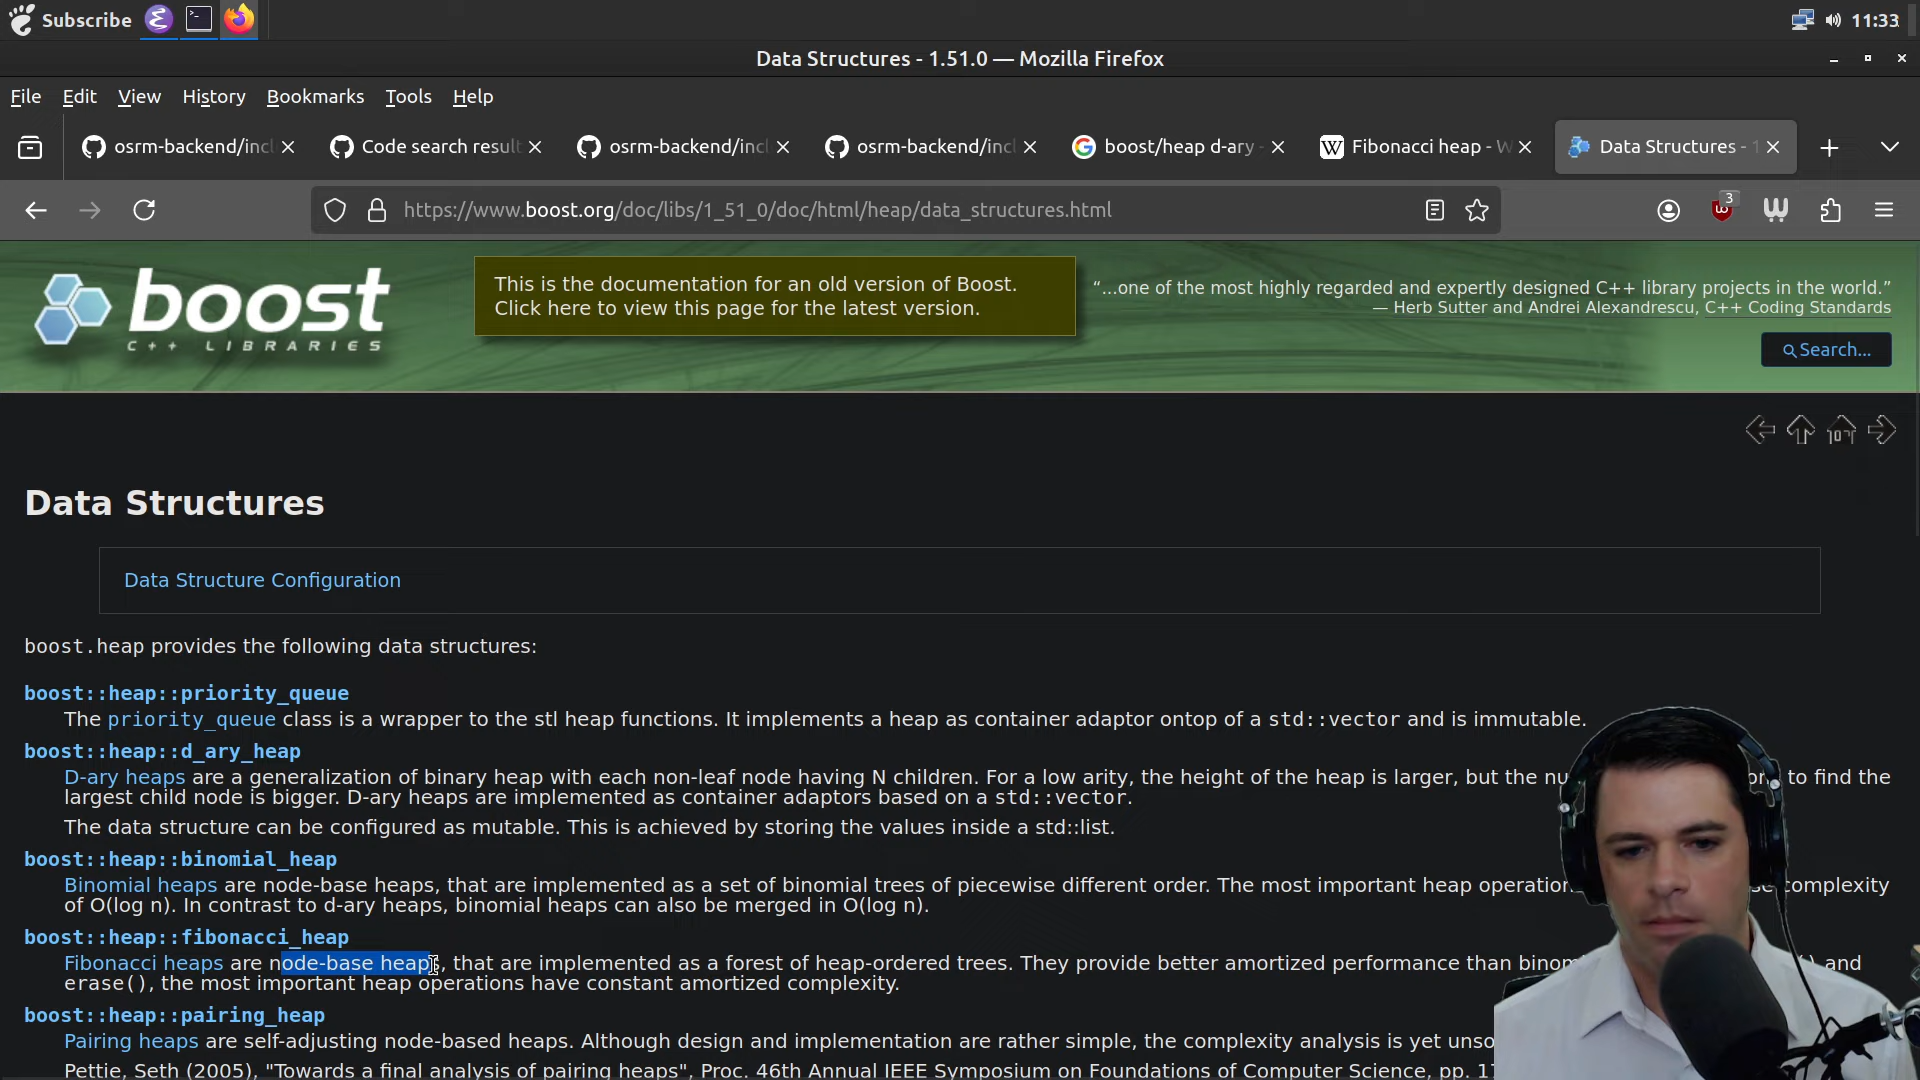 Subscribe
11:33
Data Structures - 1.51.0 — Mozilla Firefox
File Edit View History Bookmarks Tools Help
osrm-backend/incl
Code search result
osrm-backend/incl
osrm-backend/incl
boost/heap d-ary -
Fibonacci heap - W
Data Structures - 1
https://www.boost.org/doc/libs/1_51_0/doc/html/heap/data_structures.html
3
boost
C++ LIBRARIES
This is the documentation for an old version of Boost.
Click here to view this page for the latest version.
“...one of the most highly regarded and expertly designed C++ library projects in the world.”
— Herb Sutter and Andrei Alexandrescu, C++ Coding Standards
Search...
Data Structures
Data Structure Configuration
boost.heap provides the following data structures:
boost::heap::priority_queue
The priority_queue class is a wrapper to the stl heap functions. It implements a heap as container adaptor ontop of a std::vector and is immutable.
boost::heap::d_ary_heap
D-ary heaps are a generalization of binary heap with each non-leaf node having N children. For a low arity, the height of the heap is larger, but the to find the
largest child node is bigger. D-ary heaps are implemented as container adaptors based on a std::vector.
The data structure can be configured as mutable. This is achieved by storing the values inside a std::list.
boost::heap::binomial_heap
Binomial heaps are node-base heaps, that are implemented as a set of binomial trees of piecewise different order. The most important heap complexity
of O(log n). In contrast to d-ary heaps, binomial heaps can also be merged in O(log n).
boost::heap::fibonacci_heap
Fibonacci heaps are node-base heaps, that are implemented as a forest of heap-ordered trees. They provide better amortized performance than and
erase(), the most important heap operations have constant amortized complexity.
boost::heap::pairing_heap
Pairing heaps are self-adjusting node-based heaps. Although design and implementation are rather simple, the complexity analysis is yet
Pettie, Seth (2005), "Towards a final analysis of pairing heaps", Proc. 46th Annual IEEE Symposium on Foundations of Computer Science, pp.